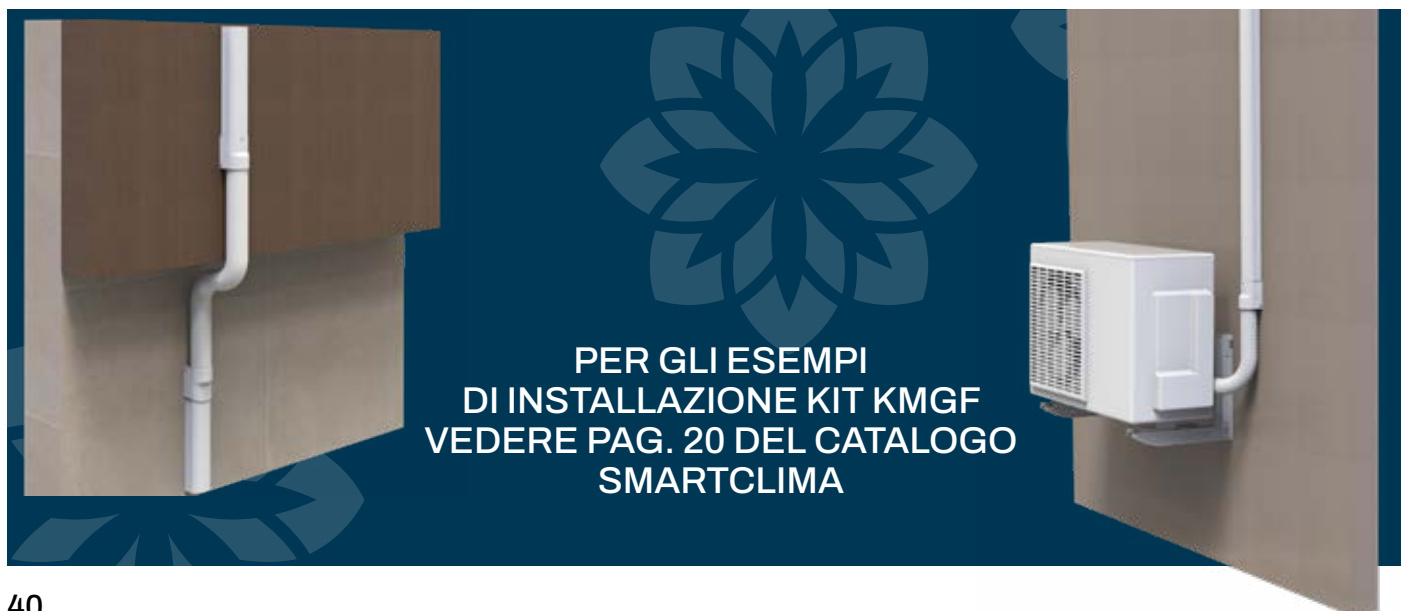 PER GLI ESEMPI
DI INSTALLAZIONE KIT KMGF
VEDERE PAG. 20 DEL CATALOGO
SMARTCLIMA
40